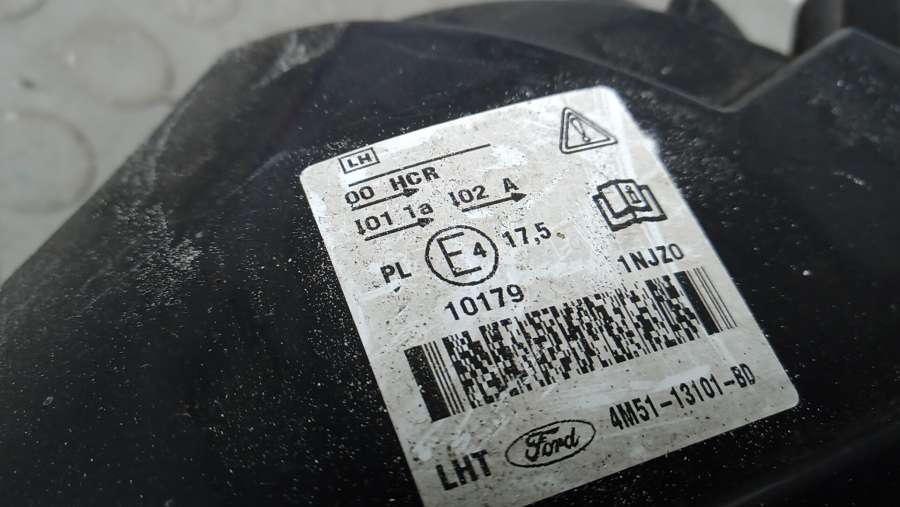 LH
00 HCR
I01 1a I02 A
PL E4 17,5
10179
1NJZ0
LHT Ford 4M51-13101-BD